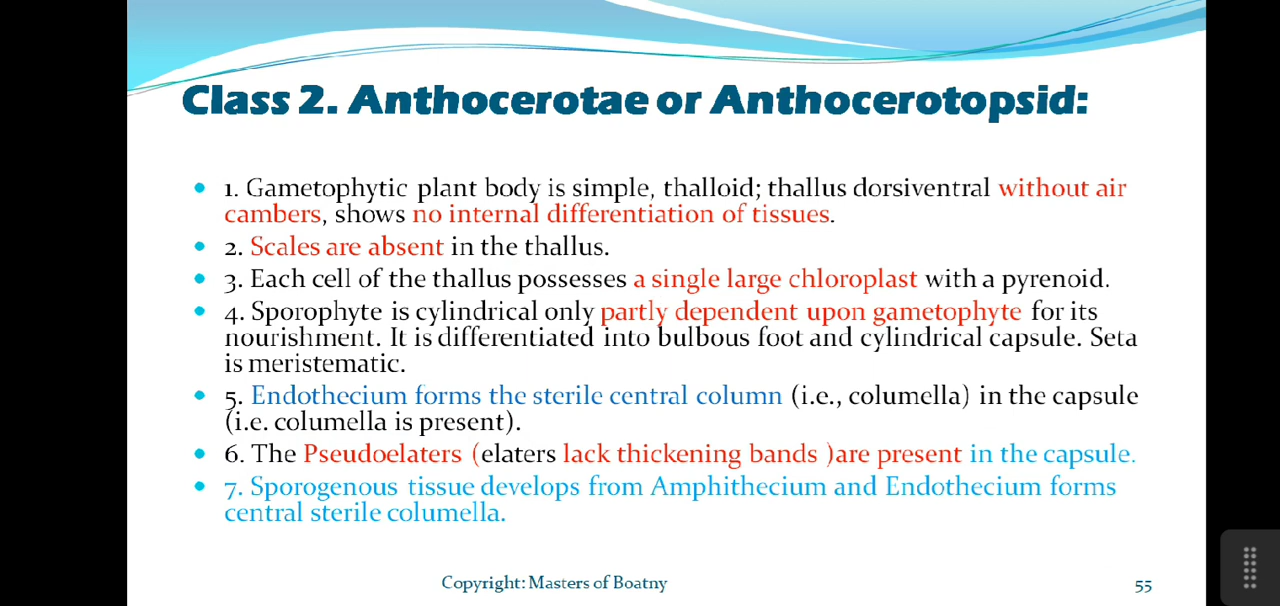 Class 2. Anthocerotae or Anthocerotopsid:
• 1. Gametophytic plant body is simple, thalloid; thallus dorsiventral without air
cambers, shows no internal differentiation of tissues.
• 2. Scales are absent in the thallus.
• 3. Each cell of the thallus possesses a single large chloroplast with a pyrenoid.
• 4. Sporophyte is cylindrical only partly dependent upon gametophyte for its
nourishment. It is differentiated into bulbous foot and cylindrical capsule. Seta
is meristematic.
• 5. Endothecium forms the sterile central column (i.e., columella) in the capsule
(i.e. columella is present).
• 6. The Pseudoelaters (elaters lack thickening bands )are present in the capsule.
• 7. Sporogenous tissue develops from Amphithecium and Endothecium forms
central sterile columella.
Copyright: Masters of Boatny
55